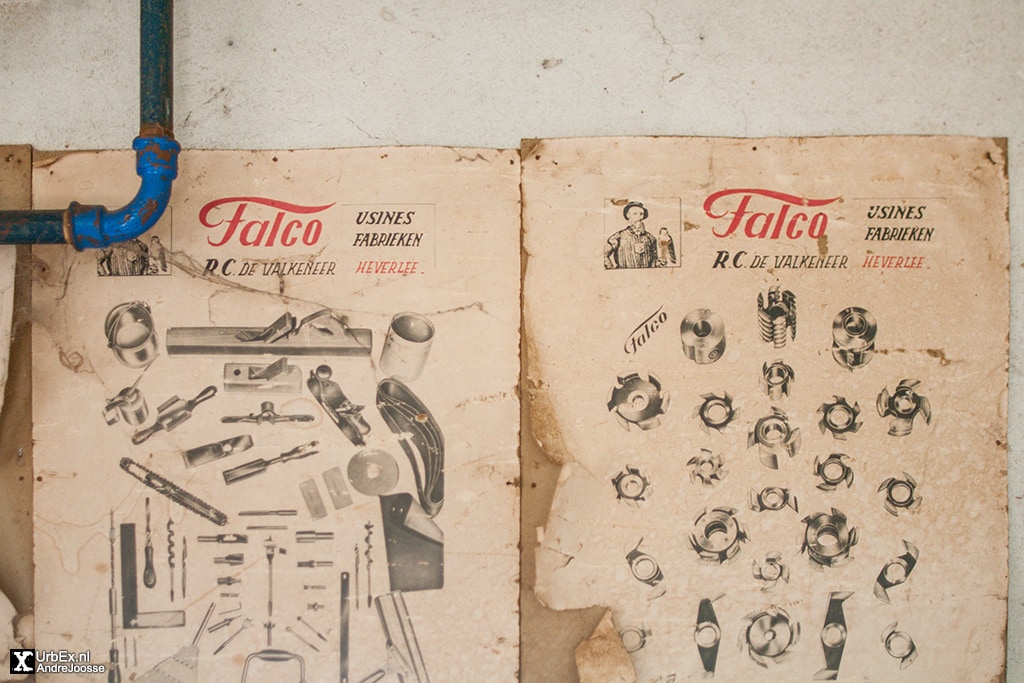 Falco
USINES
FABRIEKEN
R.C. DE VALKENEER
HEVERLEE.
Falco
USINES
FABRIEKEN
R.C. DE VALKENEER
HEVERLEE.
Falco
UrbEx.nl
AndreJoosse